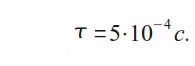 τ = 5·10⁻⁴ c.